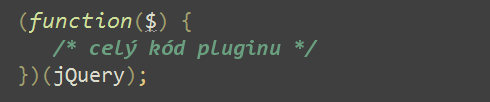 (function($) {
/* celý kód pluginu */
})(jQuery);